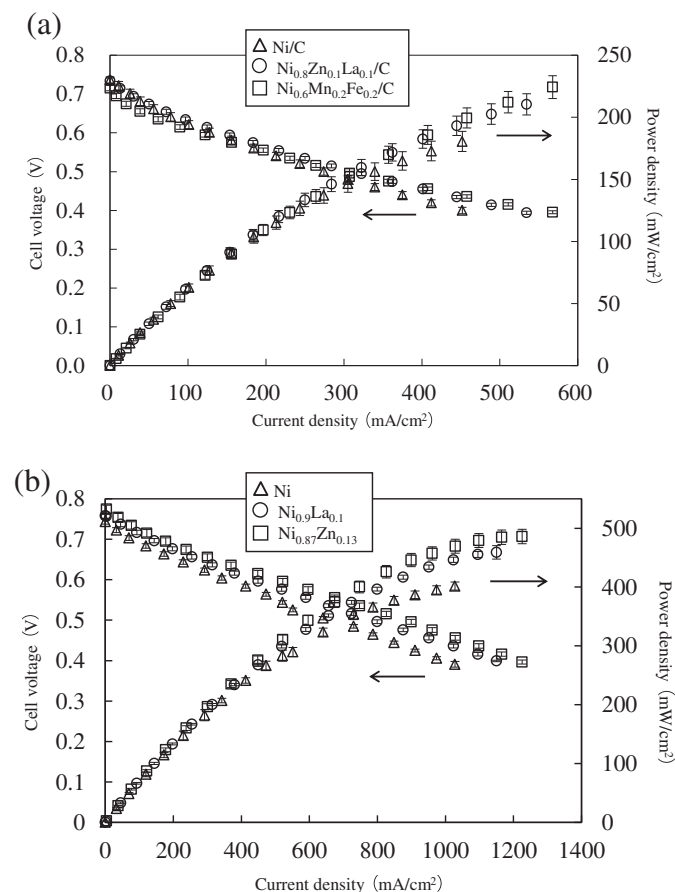 (a)
△ Ni/C
○ Ni0.8Zn0.1La0.1/C
□ Ni0.6Mn0.2Fe0.2/C
0.8
0.7
0.6
0.5
0.4
0.3
0.2
0.1
0.0
Cell voltage (V)
250
200
150
100
50
0
Power density (mW/cm²)
0 100 200 300 400 500 600
Current density (mA/cm²)
(b)
△ Ni
○ Ni0.9La0.1
□ Ni0.87Zn0.13
0.8
0.7
0.6
0.5
0.4
0.3
0.2
0.1
0
Cell voltage (V)
500
400
300
200
100
0
Power density (mW/cm²)
0 200 400 600 800 1000 1200 1400
Current density (mA/cm²)